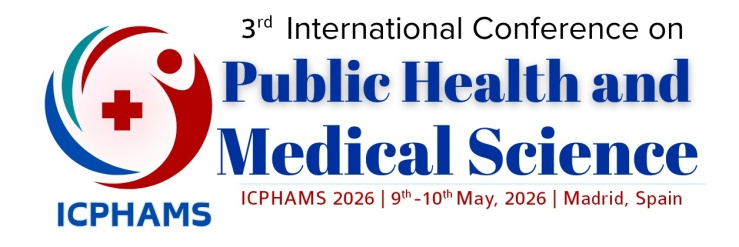 3rd International Conference on
Public Health and
Medical Science
ICPHAMS 2026 | 9th-10th May, 2026 | Madrid, Spain
ICPHAMS